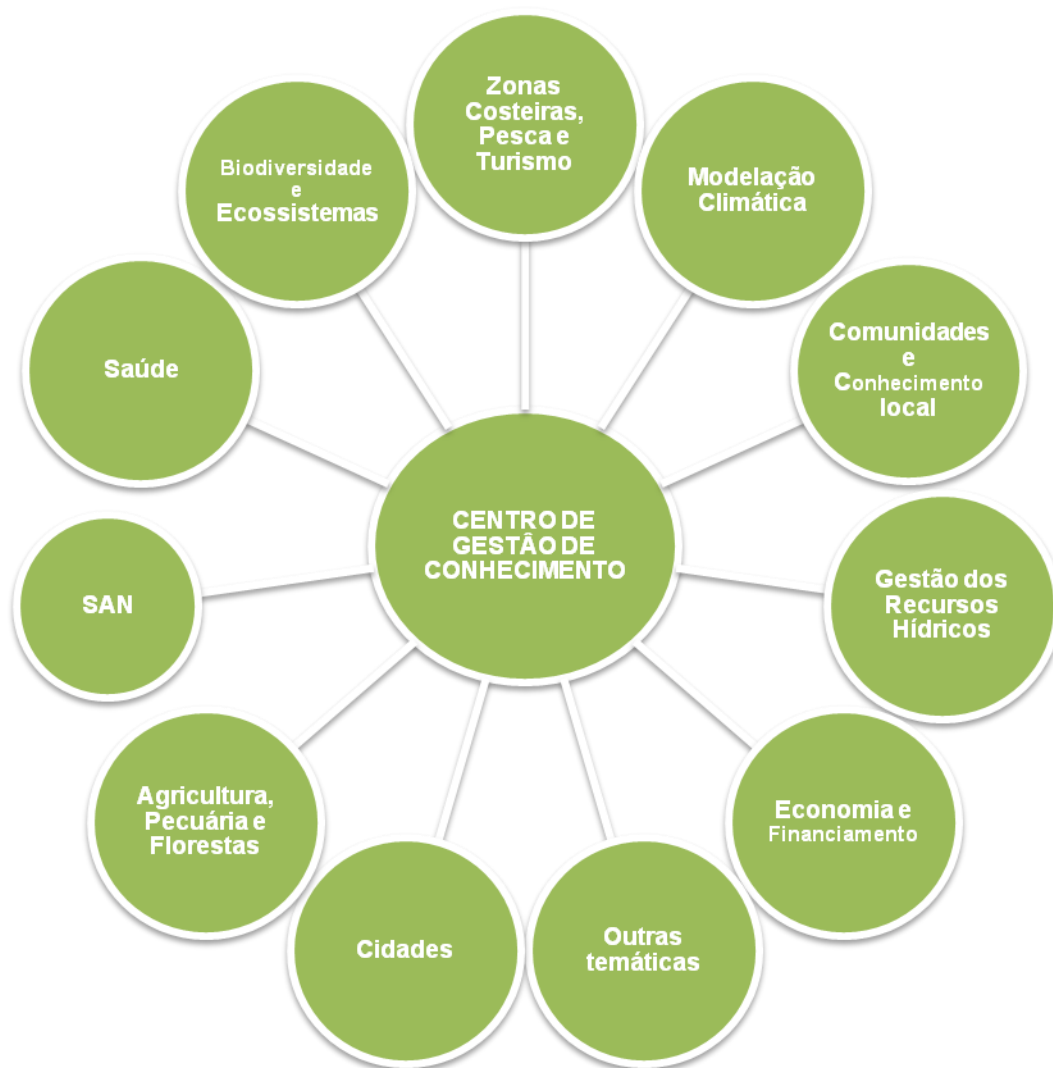 Zonas
Costeiras,
Pesca e
Turismo
Modelação
Climática
Comunidades
e
Conhecimento
local
Gestão dos
Recursos
Hídricos
Economia e
Financiamento
Outras
temáticas
Cidades
Agricultura,
Pecuária e
Florestas
SAN
Saúde
Biodiversidade
e
Ecossistemas
CENTRO DE
GESTÂO DE
CONHECIMENTO